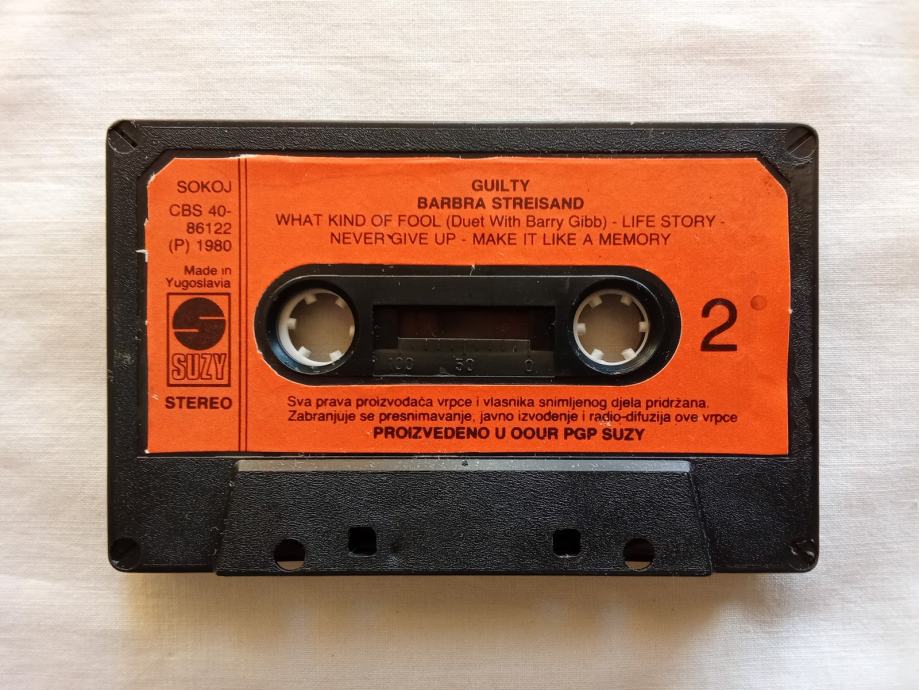 SOKOJ
CBS 40-
86122
(P) 1980
Made in
Yugoslavia
SUZY
STEREO
GUILTY
BARBRA STREISAND
WHAT KIND OF FOOL (Duet With Barry Gibb) - LIFE STORY -
NEVER GIVE UP - MAKE IT LIKE A MEMORY
100 50 0
2
Sva prava proizvođača vrpce i vlasnika snimljenog djela pridržana.
Zabranjuje se presnimavanje, javno izvođenje i radio-difuzija ove vrpce
PROIZVEDENO U OOUR PGP SUZY